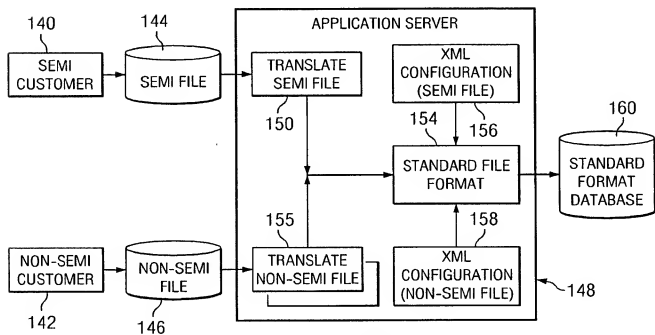 APPLICATION SERVER
140
144
SEMI
CUSTOMER
SEMI FILE
TRANSLATE
SEMI FILE
150
XML
CONFIGURATION
(SEMI FILE)
154
156
160
STANDARD FILE
FORMAT
STANDARD
FORMAT
DATABASE
155
158
NON-SEMI
CUSTOMER
142
NON-SEMI
FILE
146
TRANSLATE
NON-SEMI FILE
XML
CONFIGURATION
(NON-SEMI FILE)
148